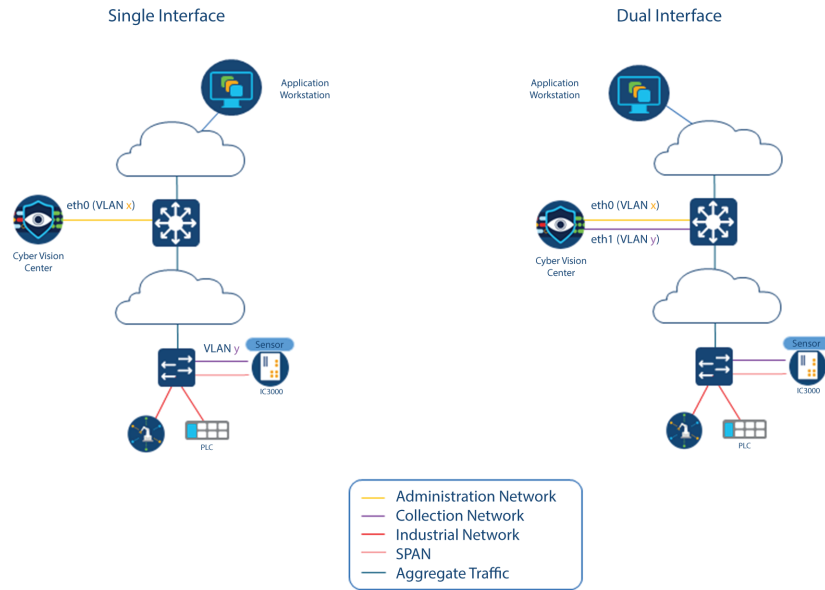 Single Interface
Application
Workstation
eth0 (VLAN x)
Cyber Vision
Center
VLAN y
Sensor
IC3000
PLC
Dual Interface
Application
Workstation
eth0 (VLAN x)
eth1 (VLAN y)
Cyber Vision
Center
Sensor
IC3000
PLC
Administration Network
Collection Network
Industrial Network
SPAN
Aggregate Traffic